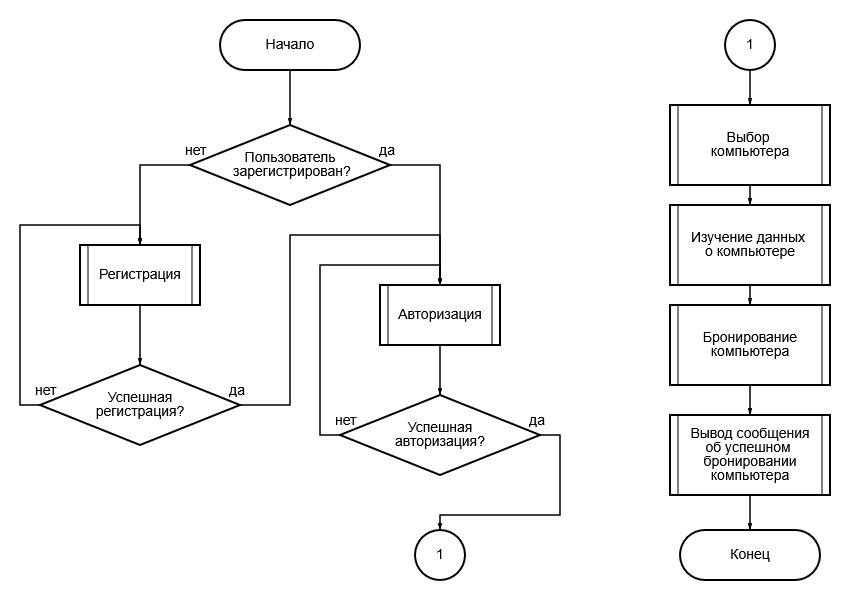 Начало
нет
да
Пользователь
зарегистрирован?
Регистрация
Авторизация
нет
да
Успешная
регистрация?
нет
да
Успешная
авторизация?
1
1
Выбор
компьютера
Изучение данных
о компьютере
Бронирование
компьютера
Вывод сообщения
об успешном
бронировании
компьютера
Конец